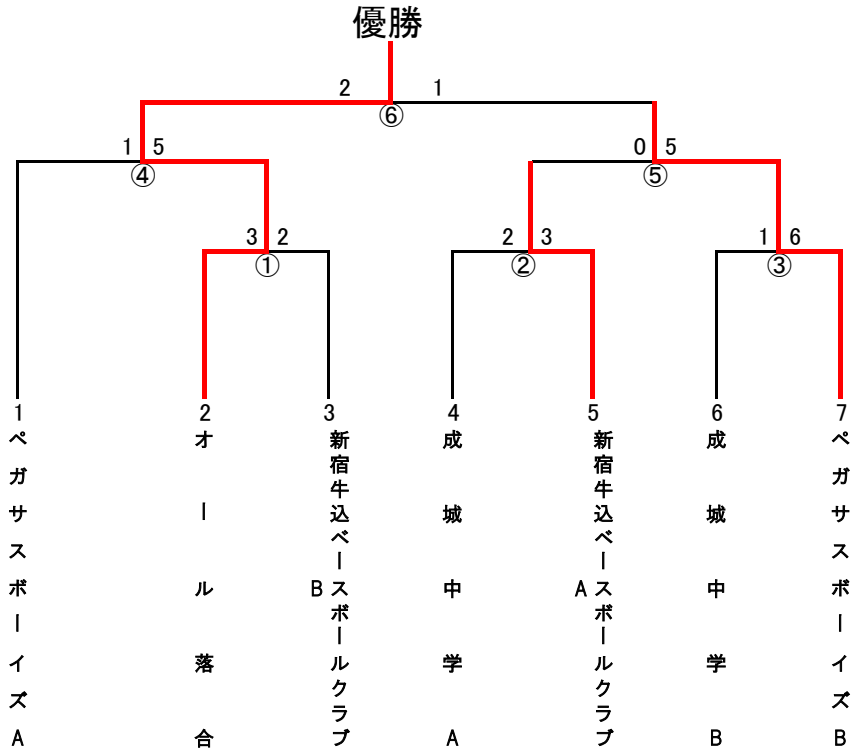 優勝
2 1
⑥
1 5 0 5
④ ⑤
3 2 2 3 1 6
① ② ③
1 2 3 4 5 6 7
ペガサスボーイズA
オール落合
新宿牛込ベースボールクラブ
B
成城中学A
新宿牛込ベースボールクラブ
A
成城中学B
ペガサスボーイズB